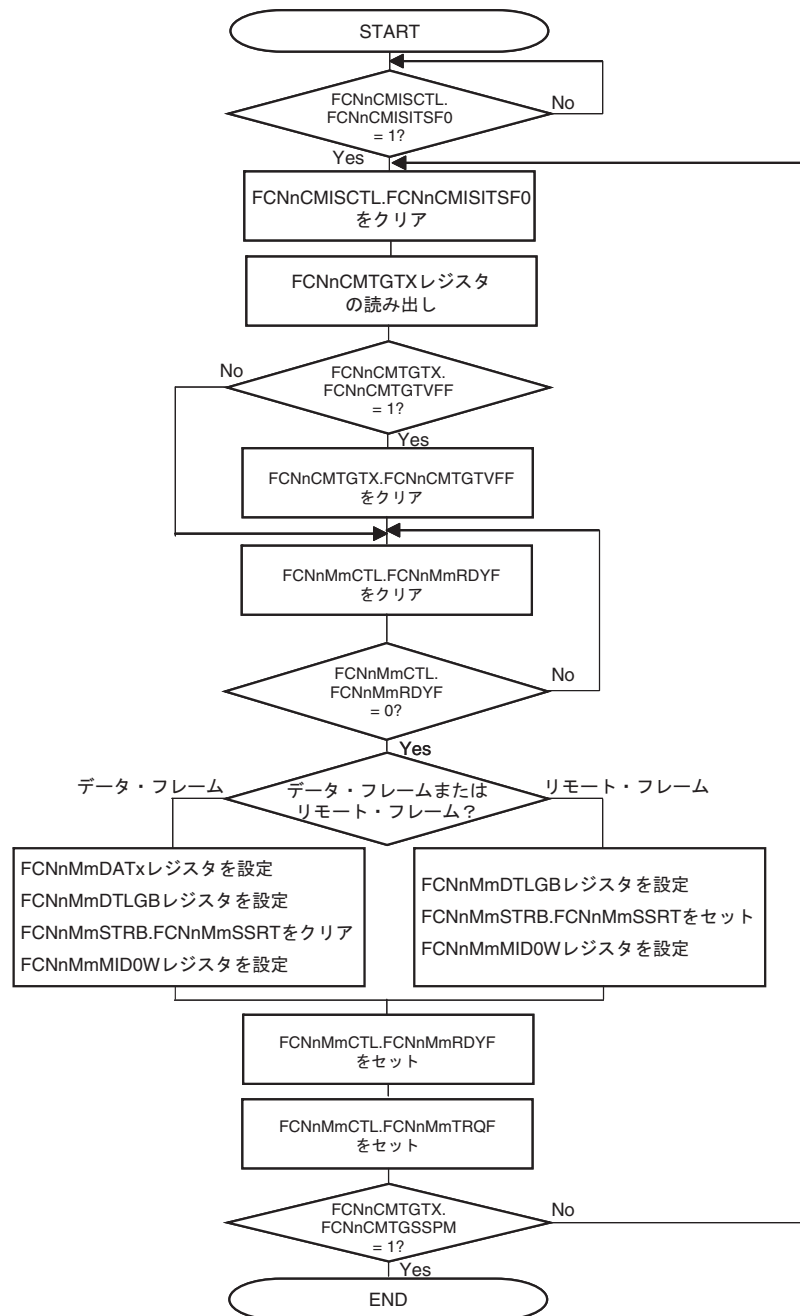 START
FCNnCMISCTL.
FCNnCMISITSF0
= 1?
No
Yes
FCNnCMISCTL.FCNnCMISITSF0
をクリア
FCNnCMTGTXレジスタ
の読み出し
No
FCNnCMTGTX.
FCNnCMTGTVFF
= 1?
Yes
FCNnCMTGTX.FCNnCMTGTVFF
をクリア
FCNnMmCTL.FCNnMmRDYF
をクリア
FCNnMmCTL.
FCNnMmRDYF
= 0?
No
Yes
データ・フレーム
データ・フレームまたは
リモート・フレーム？
リモート・フレーム
FCNnMmDATxレジスタを設定
FCNnMmDTLGBレジスタを設定
FCNnMmSTRB.FCNnMmSSRTをクリア
FCNnMmMID0Wレジスタを設定
FCNnMmDTLGBレジスタを設定
FCNnMmSTRB.FCNnMmSSRTをセット
FCNnMmMID0Wレジスタを設定
FCNnMmCTL.FCNnMmRDYF
をセット
FCNnMmCTL.FCNnMmTRQF
をセット
FCNnCMTGTX.
FCNnCMTGSSPM
= 1?
No
Yes
END